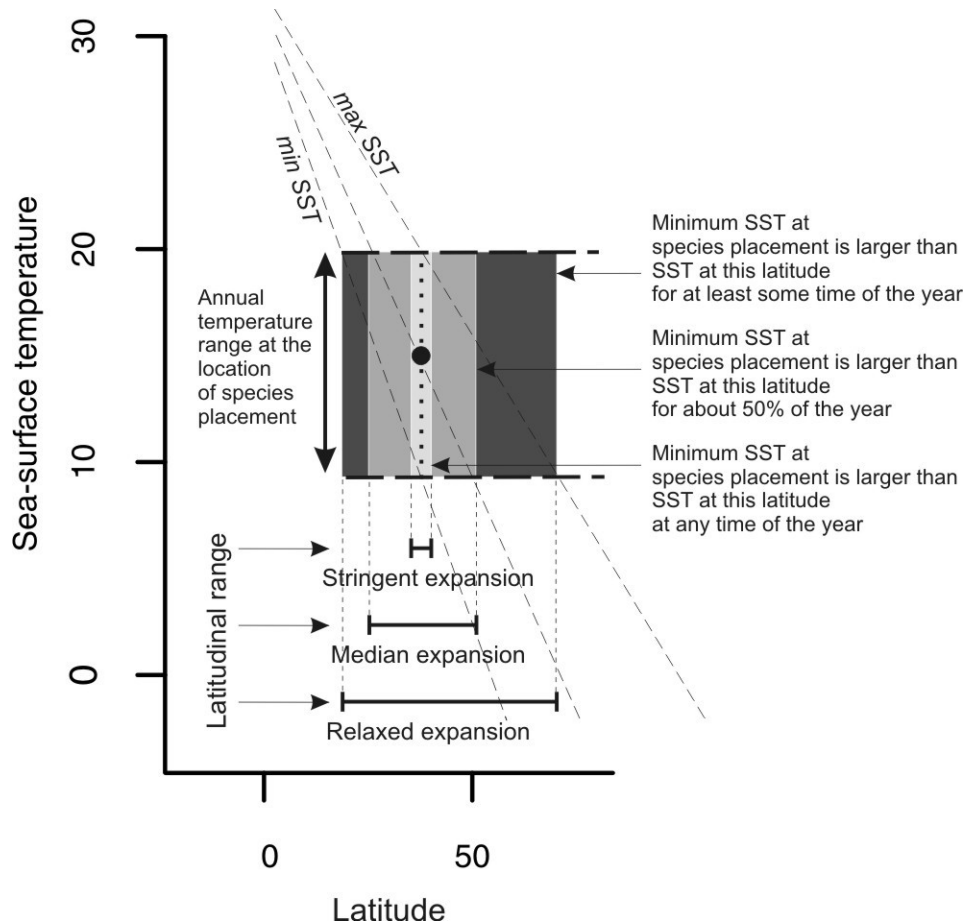 30
20
10
0
Sea-surface temperature
min SST
max SST
Annual
temperature
range at the
location
of species
placement
Minimum SST at
species placement is larger than
SST at this latitude
for at least some time of the year
Minimum SST at
species placement is larger than
SST at this latitude
for about 50% of the year
Minimum SST at
species placement is larger than
SST at this latitude
at any time of the year
Latitudinal range
Stringent expansion
Median expansion
Relaxed expansion
0
50
Latitude